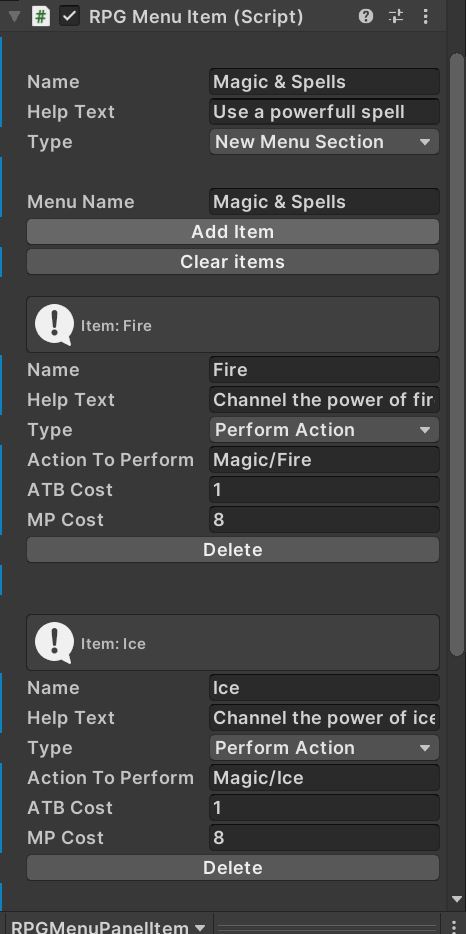 RPG Menu Item (Script)
Name Magic & Spells
Help Text Use a powerfull spell
Type New Menu Section
Menu Name Magic & Spells
Add Item
Clear items
Item: Fire
Name Fire
Help Text Channel the power of fir
Type Perform Action
Action To Perform Magic/Fire
ATB Cost 1
MP Cost 8
Delete
Item: Ice
Name Ice
Help Text Channel the power of ice
Type Perform Action
Action To Perform Magic/Ice
ATB Cost 1
MP Cost 8
Delete
RPGMenuPanelItem